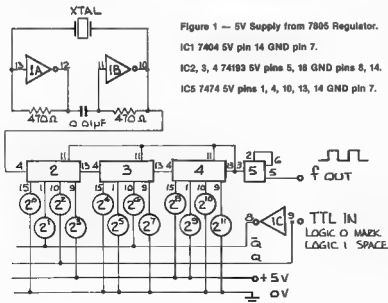 XTAL
Figure 1 — 5V Supply from 7805 Regulator.
IC1 7404 5V pin 14 GND pin 7.
IC2, 3, 4 74193 5V pins 5, 16 GND pins 8, 14.
IC5 7474 5V pins 1, 4, 10, 13, 14 GND pin 7.
13 1A 12 11 1B 10
470Ω 470Ω
0.01μF
11 11 11 2 6
4 2 13 4 3 13 4 4 13 3 5 5
f OUT
15 1 10 9 15 1 10 9 15 1 10 9
2⁰ 2² 2⁴ 2⁶ 2⁸ 2¹⁰
2¹ 2³ 2⁵ 2⁷ 2⁹ 2¹¹
8 1C 9 TTL IN
LOGIC 0 MARK
LOGIC 1 SPACE
Q̄
Q
+5V
0V